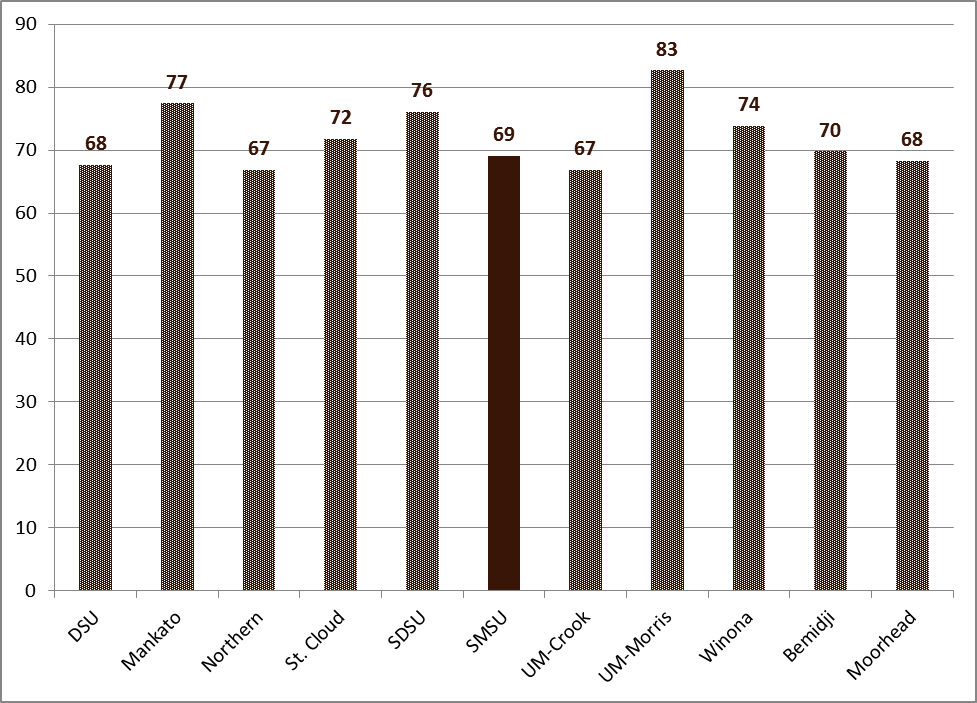 90
80
70
60
50
40
30
20
10
0
68
77
67
72
76
69
67
83
74
70
68
DSU
Mankato
Northern
St. Cloud
SDSU
SMSU
UM-Crook
UM-Morris
Winona
Bemidji
Moorhead